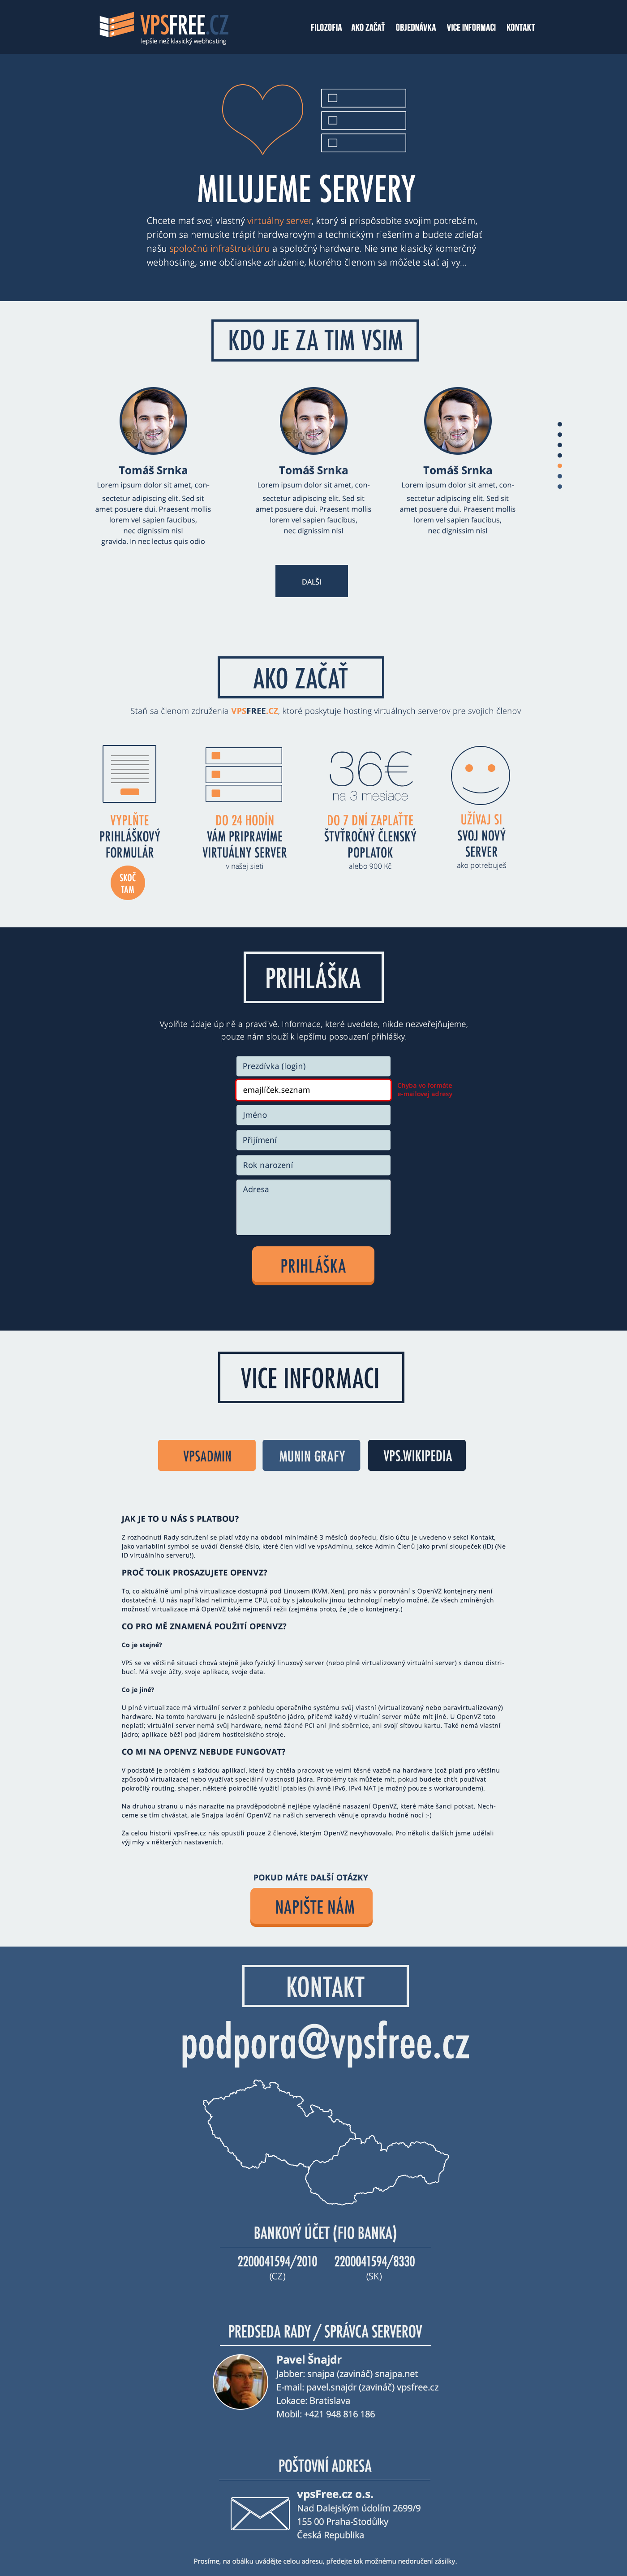 VPSFREE.CZ
lepšie než klasický webhosting
FILOZOFIA AKO ZAČAŤ OBJEDNÁVKA VICE INFORMACI KONTAKT
MILUJEME SERVERY
Chcete mať svoj vlastný virtuálny server, ktorý si prispôsobíte svojim potrebám,
pričom sa nemusíte trápiť hardwarovým a technickým riešením a budete zdieľať
našu spoločnú infraštruktúru a spoločný hardware. Nie sme klasický komerčný
webhosting, sme občianske združenie, ktorého členom sa môžete stať aj vy...
KDO JE ZA TIM VSIM
stock
stock
stock
Tomáš Srnka
Lorem ipsum dolor sit amet, con-
sectetur adipiscing elit. Sed sit
amet posuere dui. Praesent mollis
lorem vel sapien faucibus,
nec dignissim nisl
gravida. In nec lectus quis odio
Tomáš Srnka
Lorem ipsum dolor sit amet, con-
sectetur adipiscing elit. Sed sit
amet posuere dui. Praesent mollis
lorem vel sapien faucibus,
nec dignissim nisl
Tomáš Srnka
Lorem ipsum dolor sit amet, con-
sectetur adipiscing elit. Sed sit
amet posuere dui. Praesent mollis
lorem vel sapien faucibus,
nec dignissim nisl
DALŠI
AKO ZAČAŤ
Staň sa členom združenia VPSFREE.CZ, ktoré poskytuje hosting virtuálnych serverov pre svojich členov
VYPLŇTE
PRIHLÁŠKOVÝ
FORMULÁR
SKOČ
TAM
DO 24 HODÍN
VÁM PRIPRAVÍME
VIRTUÁLNY SERVER
v našej sieti
36€
na 3 mesiace
DO 7 DNÍ ZAPLAŤTE
ŠTVŤROČNÝ ČLENSKÝ
POPLATOK
alebo 900 Kč
UŽÍVAJ SI
SVOJ NOVÝ
SERVER
ako potrebuješ
PRIHLÁŠKA
Vyplňte údaje úplně a pravdivě. Informace, které uvedete, nikde nezveřejňujeme,
pouze nám slouží k lepšímu posouzení přihlášky.
Prezdívka (login)
emajlíček.seznam
Chyba vo formáte
e-mailovej adresy
Jméno
Přijímení
Rok narození
Adresa
PRIHLÁŠKA
VICE INFORMACI
VPSADMIN
MUNIN GRAFY
VPS.WIKIPEDIA
JAK JE TO U NÁS S PLATBOU?
Z rozhodnutí Rady sdružení se platí vždy na období minimálně 3 měsíců dopředu, číslo účtu je uvedeno v sekci Kontakt,
jako variabilní symbol se uvádí členské číslo, které člen vidí ve vpsAdminu, sekce Admin Členů jako první sloupeček (ID) (Ne
ID virtuálního serveru!).
PROČ TOLIK PROSAZUJETE OPENVZ?
To, co aktuálně umí plná virtualizace dostupná pod Linuxem (KVM, Xen), pro nás v porovnání s OpenVZ kontejnery není
dostatečné. U nás například nelimitujeme CPU, což by s jakoukoliv jinou technologií nebylo možné. Ze všech zmíněných
možností virtualizace má OpenVZ také nejmenší režii (zejména proto, že jde o kontejnery.)
CO PRO MĚ ZNAMENÁ POUŽITÍ OPENVZ?
Co je stejné?
VPS se ve většině situací chová stejně jako fyzický linuxový server (nebo plně virtualizovaný virtuální server) s danou distri-
bucí. Má svoje účty, svoje aplikace, svoje data.
Co je jiné?
U plné virtualizace má virtuální server z pohledu operačního systému svůj vlastní (virtualizovaný nebo paravirtualizovaný)
hardware. Na tomto hardwaru je následně spuštěno jádro, přičemž každý virtuální server může mít jiné. U OpenVZ toto
neplatí; virtuální server nemá svůj hardware, nemá žádné PCI ani jiné sběrnice, ani svojí síťovou kartu. Také nemá vlastní
jádro; aplikace běží pod jádrem hostitelského stroje.
CO MI NA OPENVZ NEBUDE FUNGOVAT?
V podstatě je problém s každou aplikací, která by chtěla pracovat ve velmi těsné vazbě na hardware (což platí pro většinu
způsobů virtualizace) nebo využívat speciální vlastnosti jádra. Problémy tak můžete mít, pokud budete chtít používat
pokročilý routing, shaper, některé pokročilé využití iptables (hlavně IPv6, IPv4 NAT je možný pouze s workaroundem).
Na druhou stranu u nás narazíte na pravděpodobně nejlépe vyladěné nasazení OpenVZ, které máte šanci potkat. Nech-
ceme se tím chvástat, ale Snajpa ladění OpenVZ na našich serverech věnuje opravdu hodně nocí :-)
Za celou historii vpsFree.cz nás opustili pouze 2 členové, kterým OpenVZ nevyhovovalo. Pro několik dalších jsme udělali
výjimky v některých nastaveních.
POKUD MÁTE DALŠÍ OTÁZKY
NAPIŠTE NÁM
KONTAKT
podpora@vpsfree.cz
BANKOVÝ ÚČET (FIO BANKA)
2200041594/2010 2200041594/8330
(CZ) (SK)
PREDSEDA RADY / SPRÁVCA SERVEROV
Pavel Šnajdr
Jabber: snajpa (zavináč) snajpa.net
E-mail: pavel.snajdr (zavináč) vpsfree.cz
Lokace: Bratislava
Mobil: +421 948 816 186
POŠTOVNÍ ADRESA
vpsFree.cz o.s.
Nad Dalejským údolím 2699/9
155 00 Praha-Stodůlky
Česká Republika
Prosíme, na obálku uvádějte celou adresu, předejte tak možnému nedoručení zásilky.